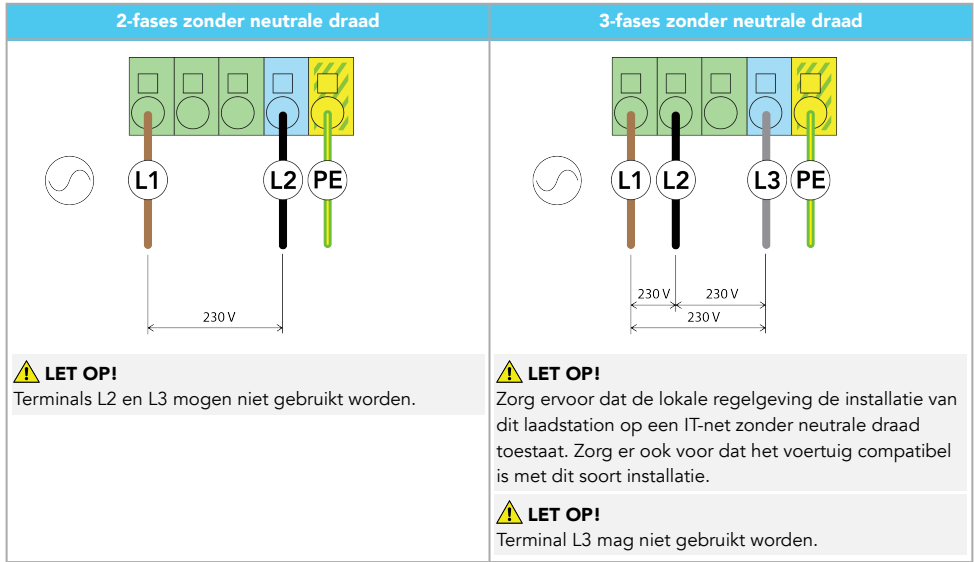 2-fases zonder neutrale draad
L1 L2 PE
230 V
LET OP!
Terminals L2 en L3 mogen niet gebruikt worden.
3-fases zonder neutrale draad
L1 L2 L3 PE
230 V 230 V
230 V
LET OP!
Zorg ervoor dat de lokale regelgeving de installatie van
dit laadstation op een IT-net zonder neutrale draad
toestaat. Zorg er ook voor dat het voertuig compatibel
is met dit soort installatie.
LET OP!
Terminal L3 mag niet gebruikt worden.